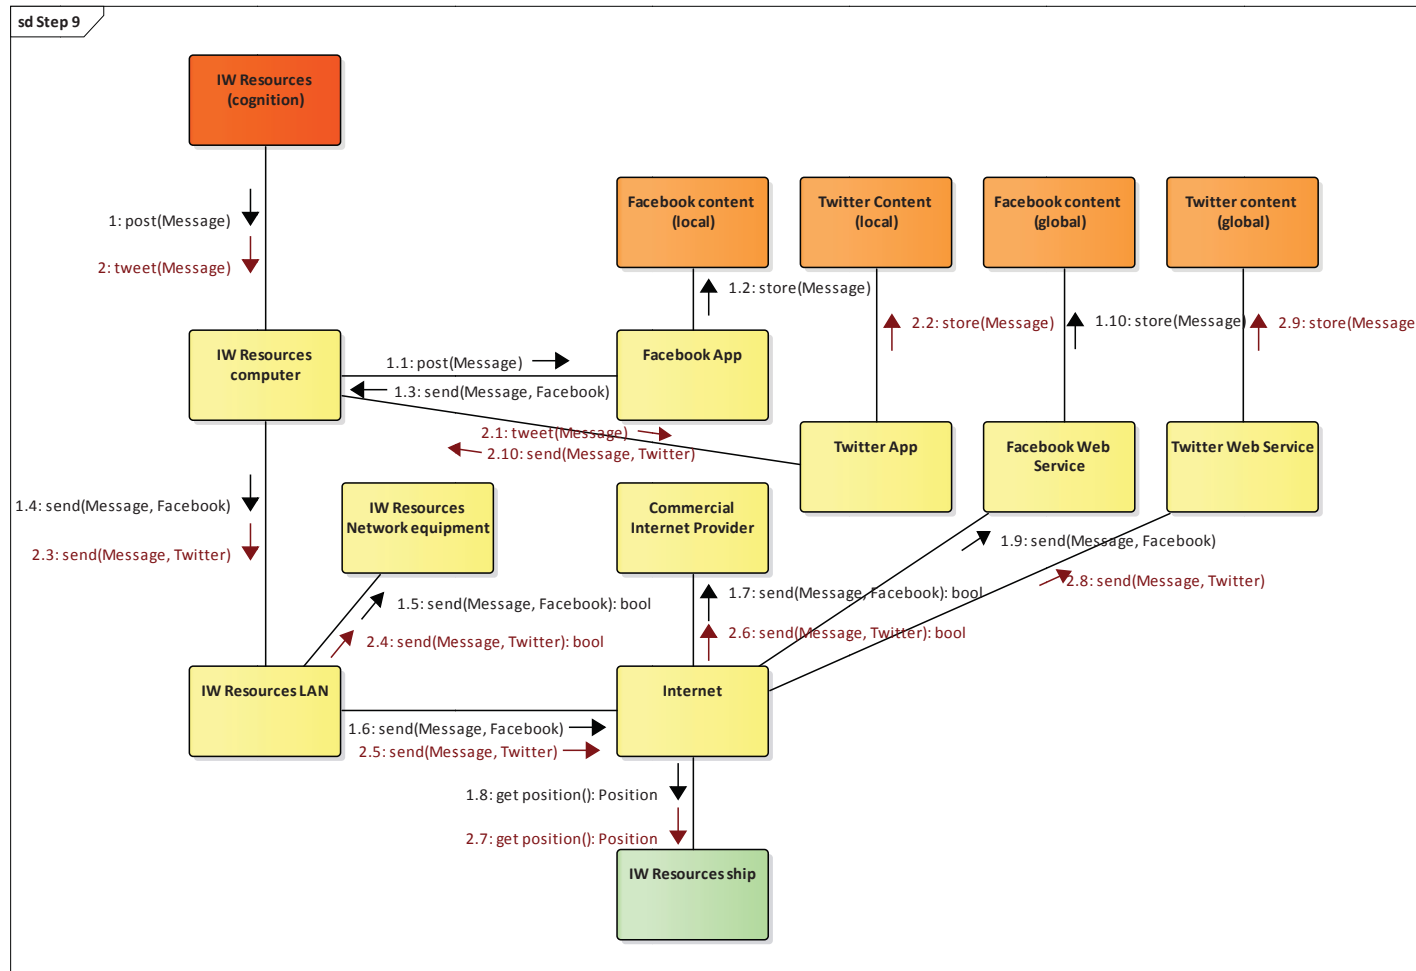 sd Step 9
IW Resources
(cognition)
1: post(Message)
2: tweet(Message)
Facebook content
(local)
Twitter Content
(local)
Facebook content
(global)
Twitter content
(global)
1.2: store(Message)
2.2: store(Message)
1.10: store(Message)
2.9: store(Message
IW Resources
computer
1.1: post(Message)
1.3: send(Message, Facebook)
Facebook App
2.1: tweet(Message)
2.10: send(Message, Twitter)
Twitter App
Facebook Web
Service
Twitter Web Service
1.4: send(Message, Facebook)
2.3: send(Message, Twitter)
IW Resources
Network equipment
Commercial
Internet Provider
1.9: send(Message, Facebook)
2.8: send(Message, Twitter)
1.5: send(Message, Facebook): bool
2.4: send(Message, Twitter): bool
1.7: send(Message, Facebook): bool
2.6: send(Message, Twitter): bool
IW Resources LAN
Internet
1.6: send(Message, Facebook)
2.5: send(Message, Twitter)
1.8: get position(): Position
2.7: get position(): Position
IW Resources ship